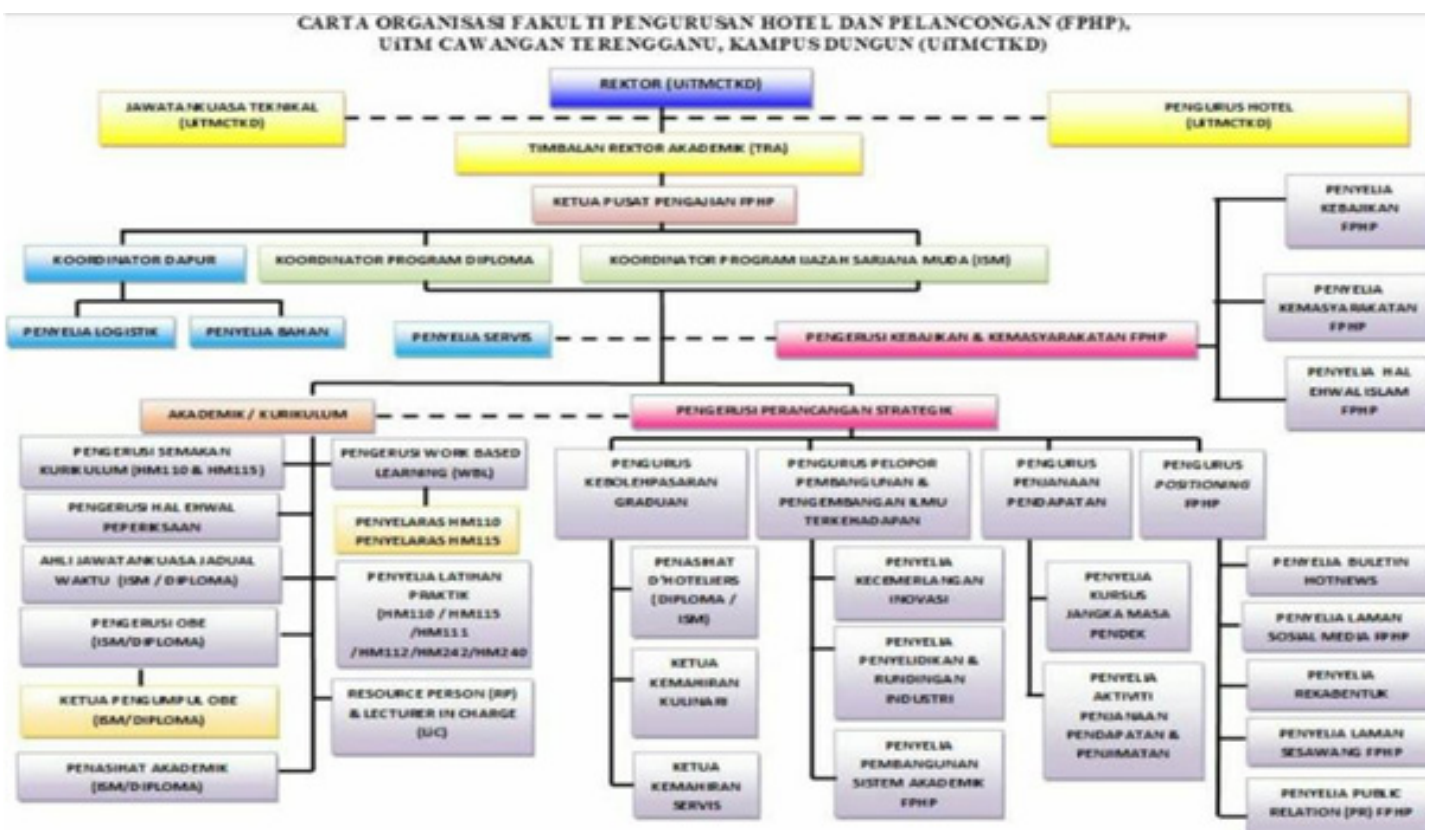 CARTA ORGANISASI FAKULTI PENGURUSAN HOTEL DAN PELANCONGAN (FPHP),
UiTM CAWANGAN TERENGGANU, KAMPUS DUNGUN (UiTMCTKD)
REKTOR (UiTMCTKD)
JAWATANKUASA TEKNIKAL
(UiTMCTKD)
PENGURUS HOTEL
(UiTMCTKD)
TIMBALAN REKTOR AKADEMIK (TRA)
KETUA PUSAT PENGAJIAN FPHP
KOORDINATOR DAPUR
KOORDINATOR PROGRAM DIPLOMA
KOORDINATOR PROGRAM IJAZAH SARJANA MUDA (ISM)
PENYELIA LOGISTIK
PENYELIA BAHAN
PENYELIA SERVIS
PENGERUSI KEBAJIKAN & KEMASYARAKATAN FPHP
PENYELIA
KEBAJIKAN
FPHP
PENYELIA
KEMASYARAKATAN
FPHP
PENYELIA HAL
EHWAL ISLAM
FPHP
AKADEMIK / KURIKULUM
PENGERUSI PERANCANGAN STRATEGIK
PENGERUSI SEMAKAN
KURIKULUM (HM110 & HM115)
PENGERUSI HAL EHWAL
PEPERIKSAAN
AHLI JAWATANKUASA JADUAL
WAKTU (ISM / DIPLOMA)
PENGERUSI OBE
(ISM/DIPLOMA)
KETUA PENGUMPUL OBE
(ISM/DIPLOMA)
PENASIHAT AKADEMIK
(ISM/DIPLOMA)
PENGERUSI WORK BASED
LEARNING (WBL)
PENYELARAS HM110
PENYELARAS HM115
PENYELIA LATIHAN
PRAKTIK
(HM110 / HM115
/HM111
/HM112/HM242/HM240
RESOURCE PERSON (RP)
& LECTURER IN CHARGE
(LIC)
PENGURUS
KEBOLEHPASARAN
GRADUAN
PENASIHAT
D'HOTELIERS
(DIPLOMA /
ISM)
KETUA
KEMAHIRAN
KULINARI
KETUA
KEMAHIRAN
SERVIS
PENGURUS PELOPOR
PEMBANGUNAN &
PENGEMBANGAN ILMU
TERKEHADAPAN
PENYELIA
KECEMERLANGAN
INOVASI
PENYELIA
PENYELIDIKAN &
RUNDINGAN
INDUSTRI
PENYELIA
PEMBANGUNAN
SISTEM AKADEMIK
FPHP
PENGURUS
PENJANAAN
PENDAPATAN
PENYELIA
KURSUS
JANGKA MASA
PENDEK
PENYELIA
AKTIVITI
PENJANAAN
PENDAPATAN &
PENJIMATAN
PENGURUS
POSITIONING
FPHP
PENYELIA BULETIN
HOTNEWS
PENYELIA LAMAN
SOSIAL MEDIA FPHP
PENYELIA
REKABENTUK
PENYELIA LAMAN
SESAWANG FPHP
PENYELIA PUBLIC
RELATION (PR) FPHP